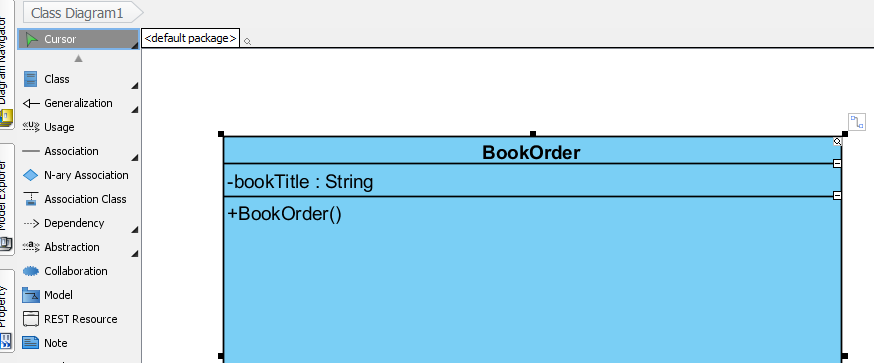 Class Diagram1
Diagram Navigator
Cursor
<default package>
Class
Generalization
Usage
Association
N-ary Association
Association Class
Dependency
Abstraction
Collaboration
Model
REST Resource
Note
Model Explorer
Property
BookOrder
-bookTitle : String
+BookOrder()